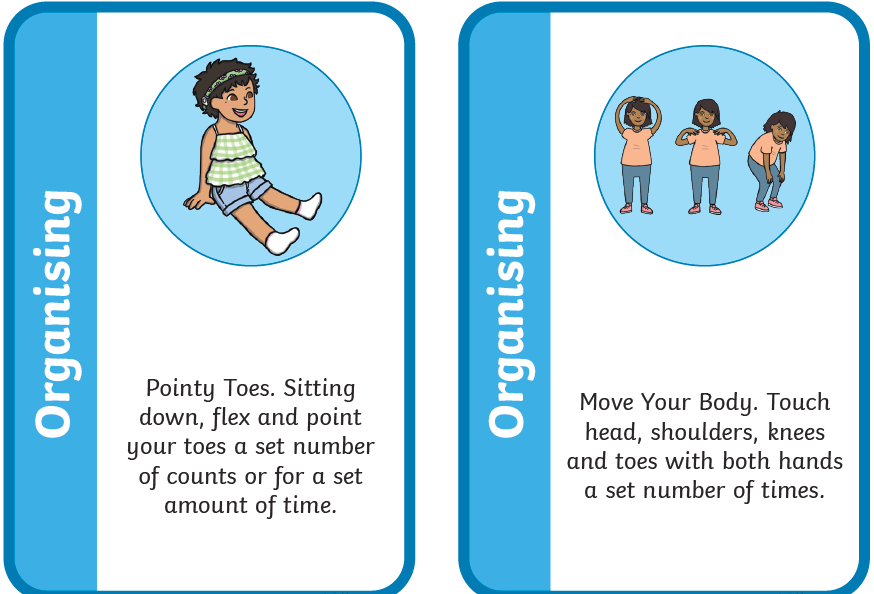 Organising
Pointy Toes. Sitting
down, flex and point
your toes a set number
of counts or for a set
amount of time.
Organising
Move Your Body. Touch
head, shoulders, knees
and toes with both hands
a set number of times.